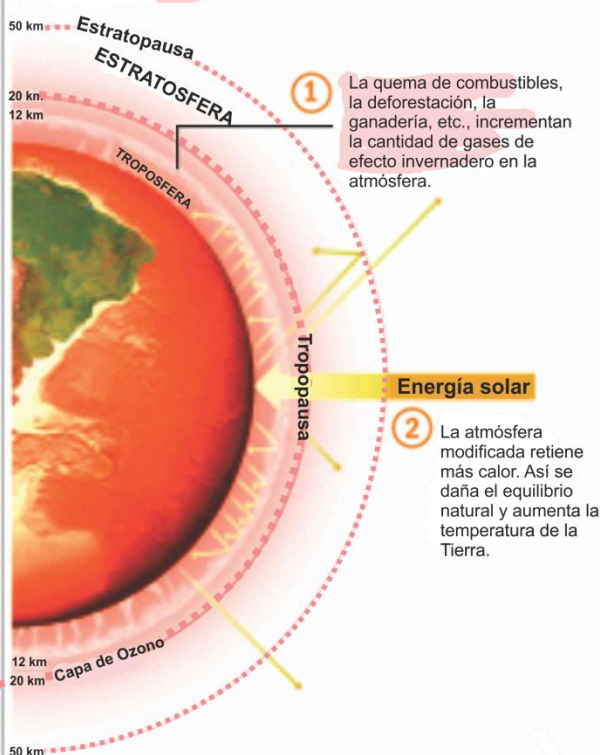 50 km
Estratopausa
ESTRATOSFERA
20 km
12 km
TROPOSFERA
1
La quema de combustibles,
la deforestación, la
ganadería, etc., incrementan
la cantidad de gases de
efecto invernadero en la
atmósfera.
Tropopausa
Energía solar
2
La atmósfera
modificada retiene
más calor. Así se
daña el equilibrio
natural y aumenta la
temperatura de la
Tierra.
12 km
20 km
Capa de Ozono
50 km